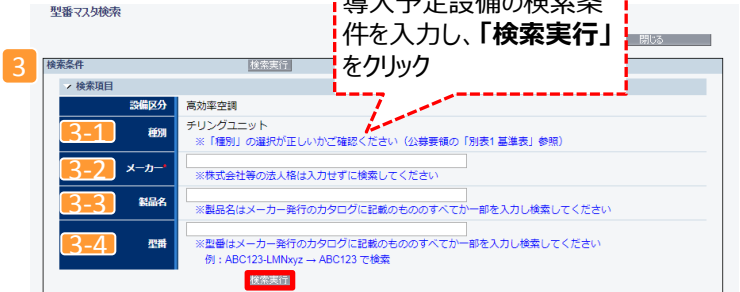 型番マスタ検索
導入予定設備の検索条
件を入力し、「検索実行」
をクリック
閉じる
3
検索条件
検索実行
検索項目
設備区分
高効率空調
3-1
種別
チリングユニット
※「種別」の選択が正しいかご確認ください（公募要領の「別表1 基準表」参照）
3-2
メーカー*
※株式会社等の法人格は入力せずに検索してください
3-3
製品名
※製品名はメーカー発行のカタログに記載のもののすべてか一部を入力し検索してください
3-4
型番
※型番はメーカー発行のカタログに記載のもののすべてか一部を入力し検索してください
例：ABC123-LMNxyz → ABC123 で検索
検索実行